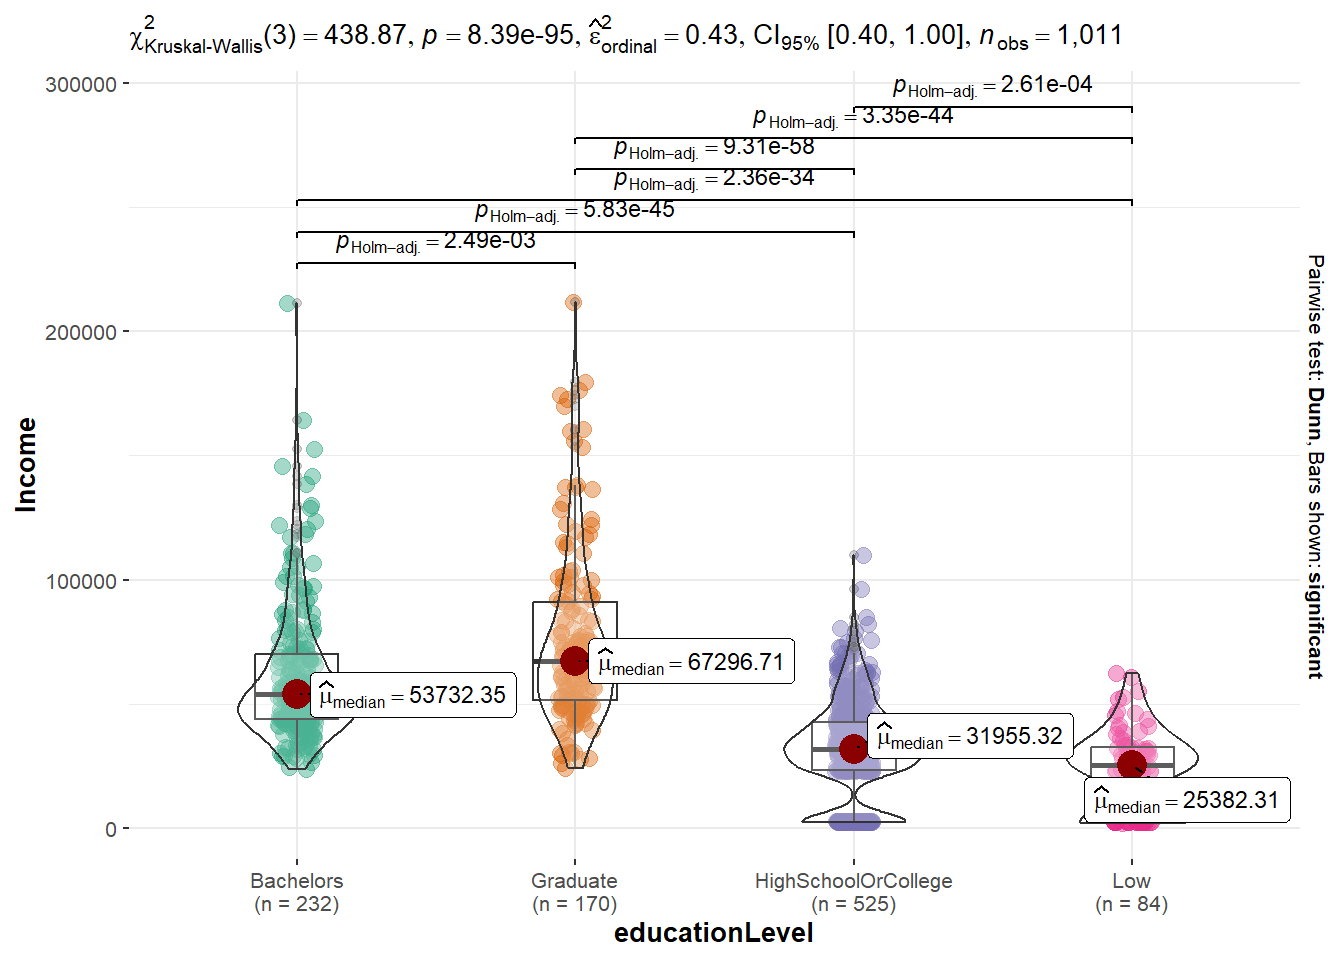 χ²Kruskal-Wallis(3) = 438.87, p = 8.39e-95, ε̂²ordinal = 0.43, CI95% [0.40, 1.00], nobs = 1,011
300000
pHolm−adj. = 2.61e-04
pHolm−adj. = 3.35e-44
pHolm−adj. = 9.31e-58
pHolm−adj. = 2.36e-34
pHolm−adj. = 5.83e-45
pHolm−adj. = 2.49e-03
200000
100000
0
Income
μ̂median = 53732.35
μ̂median = 67296.71
μ̂median = 31955.32
μ̂median = 25382.31
Pairwise test: Dunn, Bars shown: significant
Bachelors
(n = 232)
Graduate
(n = 170)
HighSchoolOrCollege
(n = 525)
Low
(n = 84)
educationLevel